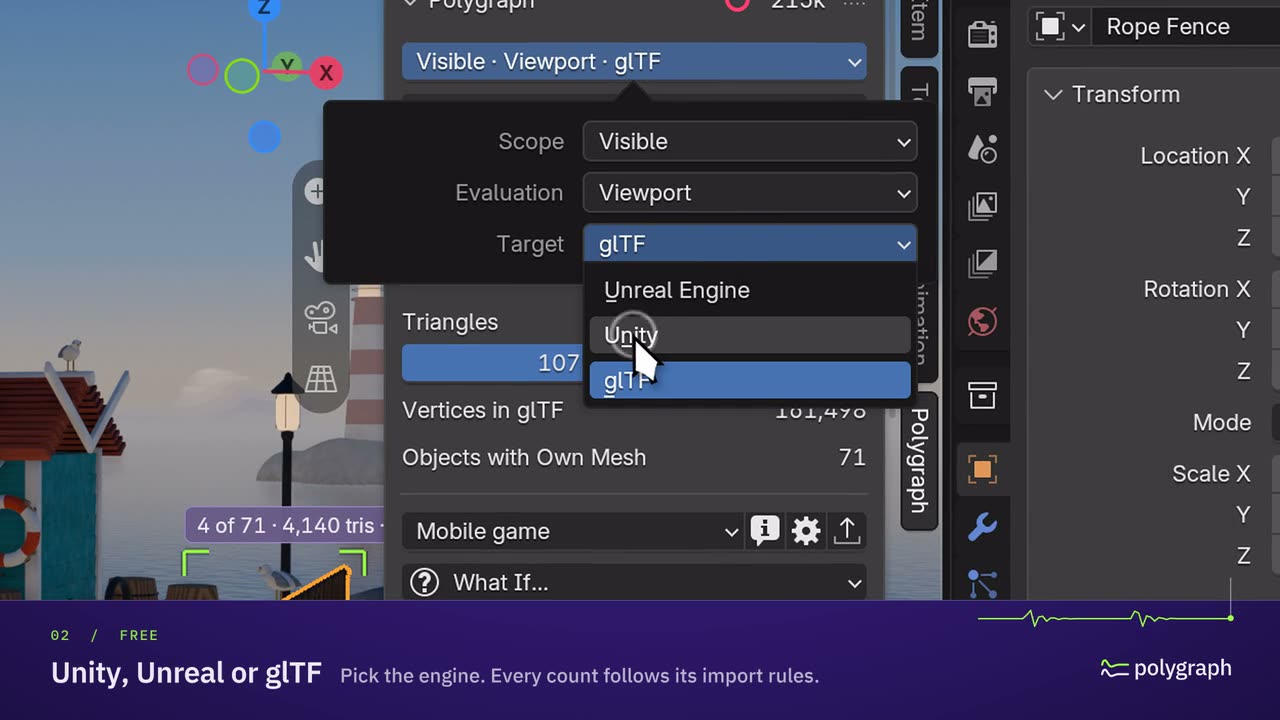 Z
Y
X
Polygraph
215k
Visible · Viewport · glTF
Scope
Visible
Evaluation
Viewport
Target
glTF
Unreal Engine
Unity
glTF
Triangles
107
Vertices in glTF
161,498
Objects with Own Mesh
71
4 of 71 · 4,140 tris ·
Mobile game
What If...
Polygraph
Rope Fence
Transform
Location X
Y
Z
Rotation X
Y
Z
Mode
Scale X
Y
Z
02 / FREE
Unity, Unreal or glTF
Pick the engine. Every count follows its import rules.
polygraph